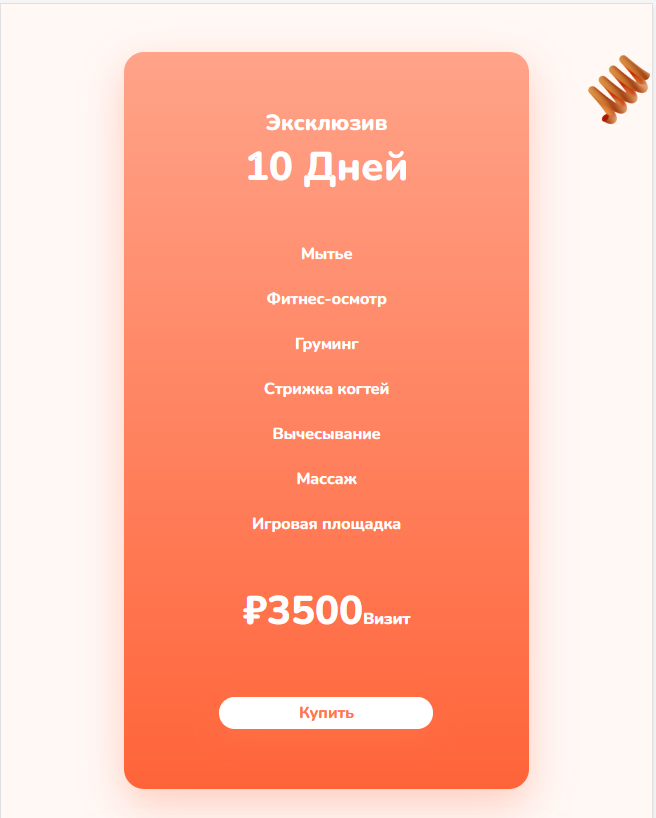 Эксклюзив
10 Дней
Мытье
Фитнес-осмотр
Груминг
Стрижка когтей
Вычесывание
Массаж
Игровая площадка
₽3500Визит
Купить